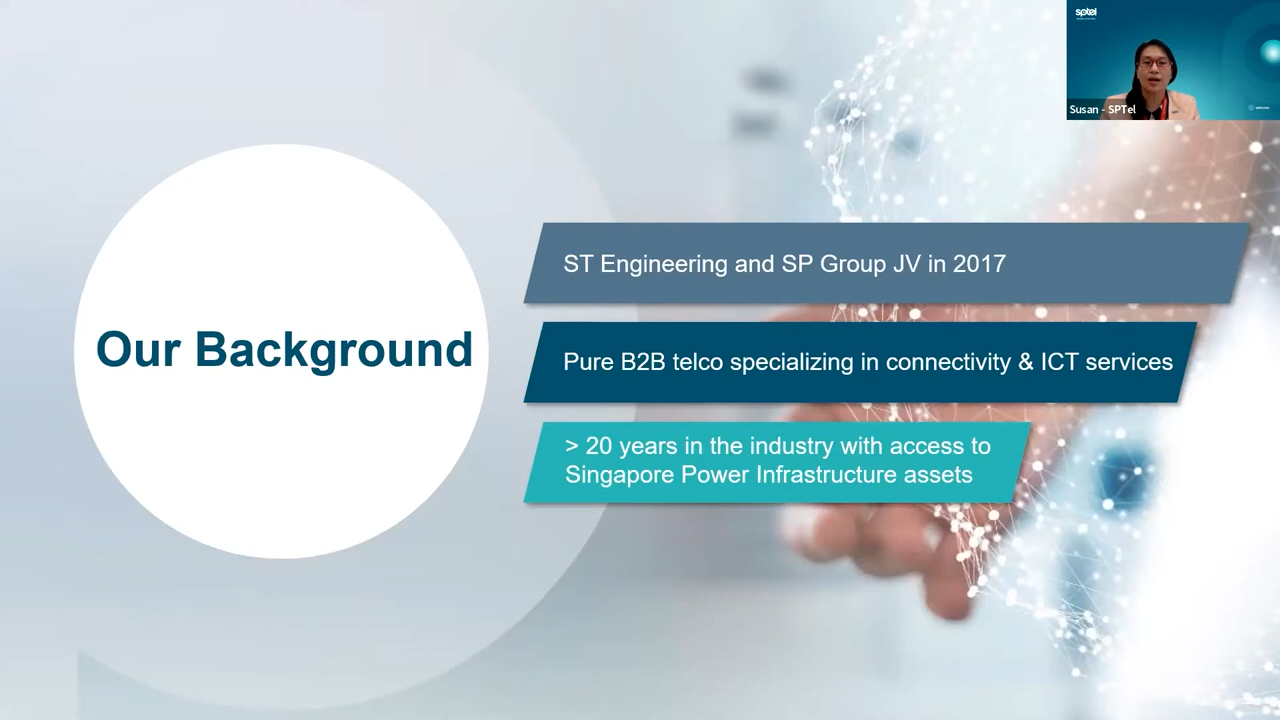 sptel
Susan - SPTel
Our Background
ST Engineering and SP Group JV in 2017
Pure B2B telco specializing in connectivity & ICT services
> 20 years in the industry with access to
Singapore Power Infrastructure assets